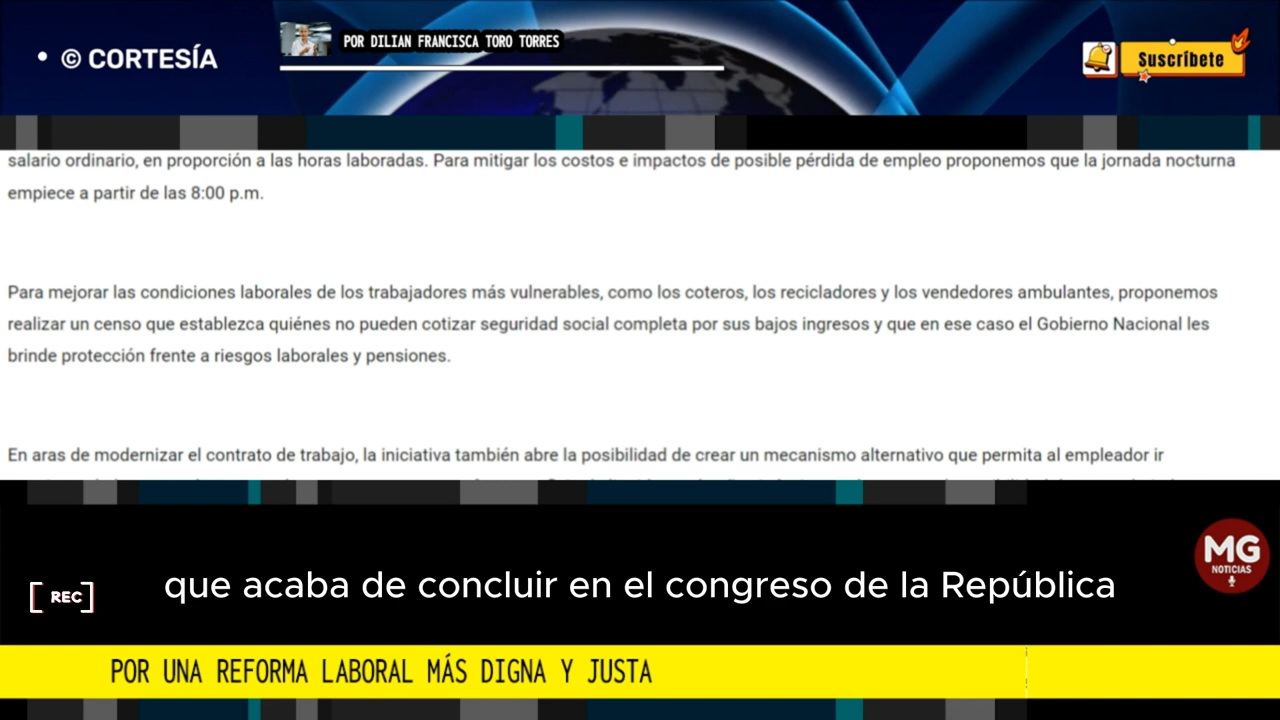 • © CORTESÍA
POR DILIAN FRANCISCA TORO TORRES
Suscríbete
salario ordinario, en proporción a las horas laboradas. Para mitigar los costos e impactos de posible pérdida de empleo proponemos que la jornada nocturna
empiece a partir de las 8:00 p.m.
Para mejorar las condiciones laborales de los trabajadores más vulnerables, como los coteros, los recicladores y los vendedores ambulantes, proponemos
realizar un censo que establezca quiénes no pueden cotizar seguridad social completa por sus bajos ingresos y que en ese caso el Gobierno Nacional les
brinde protección frente a riesgos laborales y pensiones.
En aras de modernizar el contrato de trabajo, la iniciativa también abre la posibilidad de crear un mecanismo alternativo que permita al empleador ir
MG
NOTICIAS
[REC]
que acaba de concluir en el congreso de la República
POR UNA REFORMA LABORAL MÁS DIGNA Y JUSTA